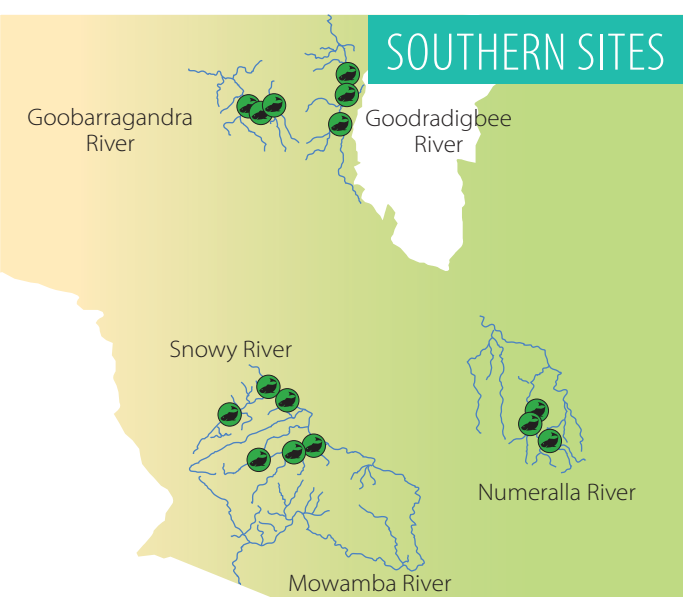 SOUTHERN SITES
Goobarragandra
River
Goodradigbee
River
Snowy River
Numeralla River
Mowamba River